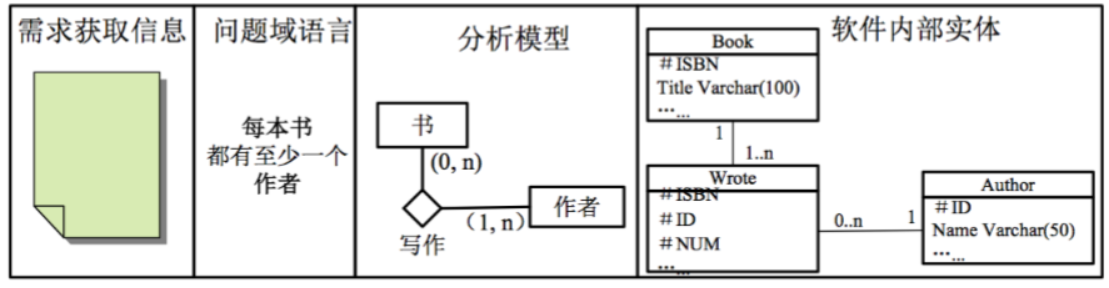 需求获取信息
问题域语言
每本书
都有至少一个
作者
分析模型
书
(0, n)
写作
(1, n)
作者
软件内部实体
Book
#ISBN
Title Varchar(100)
......
1
1..n
Wrote
#ISBN
#ID
#NUM
......
0..n
1
Author
#ID
Name Varchar(50)
......